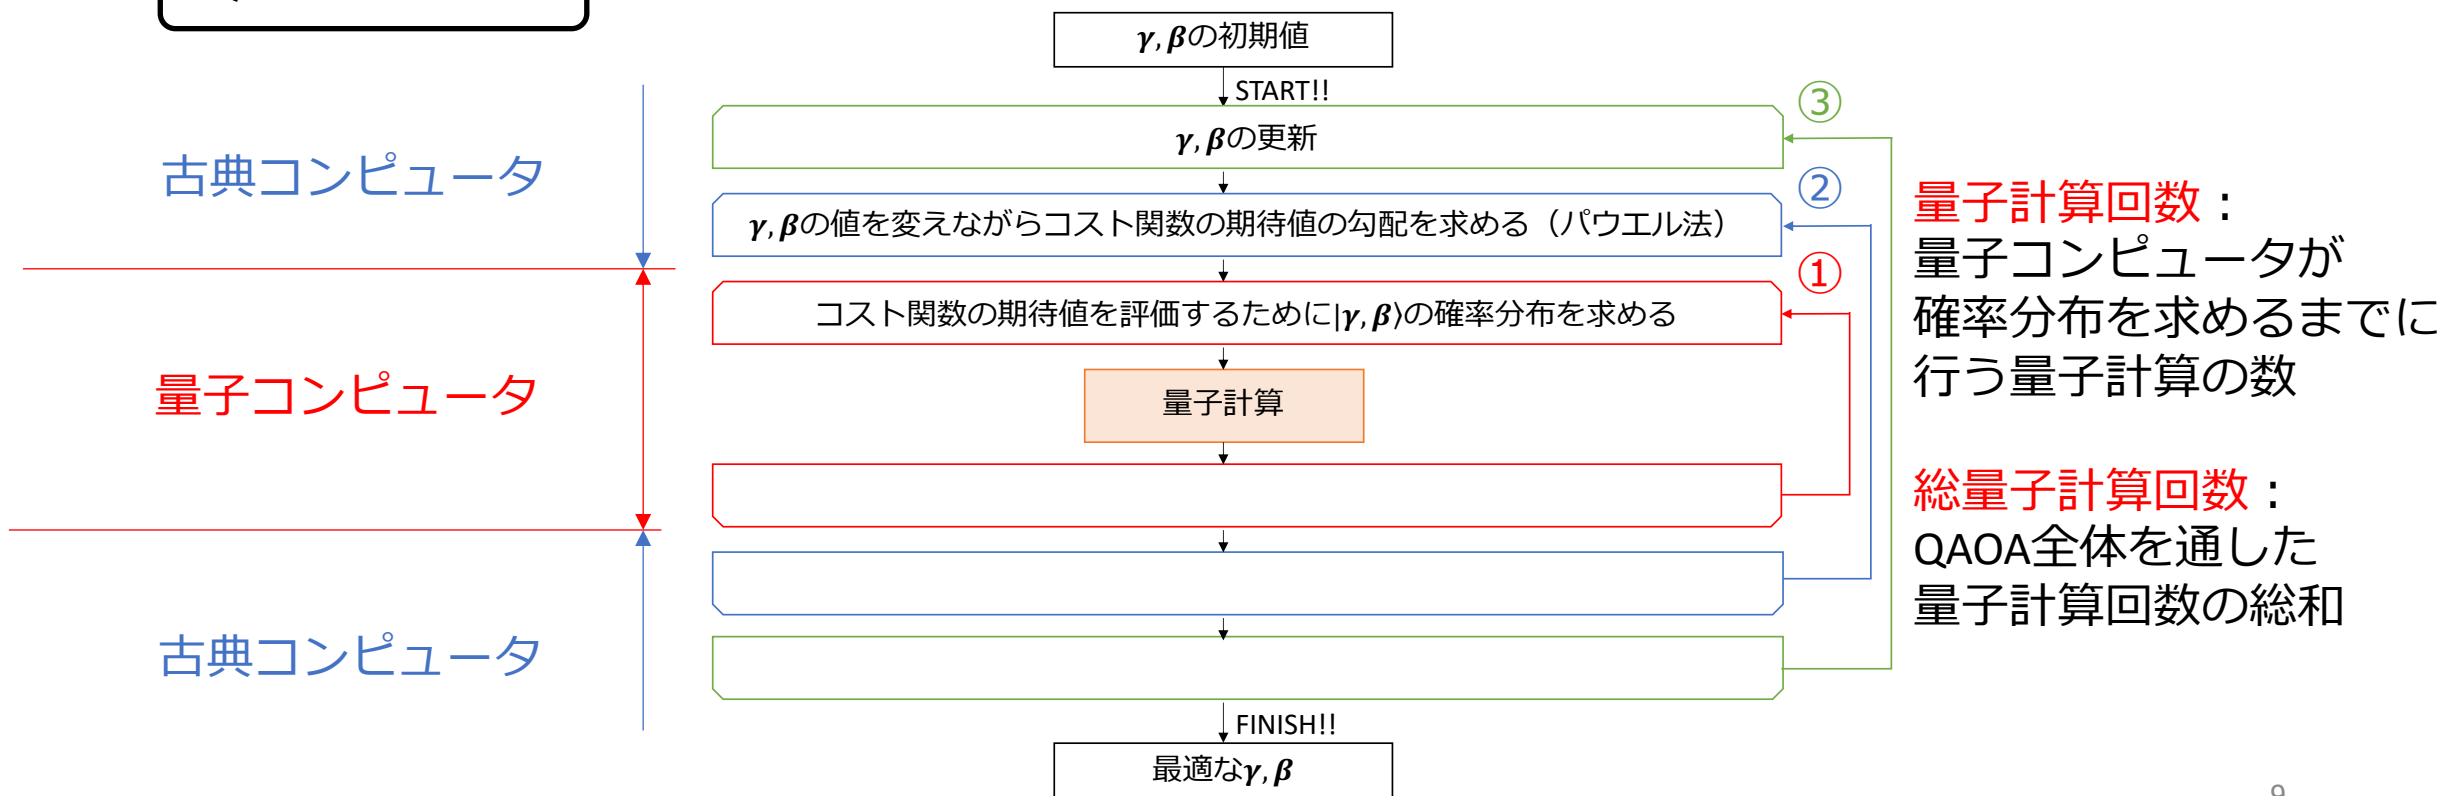 γ, βの初期値
START!!
③
γ, βの更新
古典コンピュータ
②
γ, βの値を変えながらコスト関数の期待値の勾配を求める（パウエル法）
①
コスト関数の期待値を評価するために|γ, β⟩の確率分布を求める
量子コンピュータ
量子計算
古典コンピュータ
FINISH!!
最適なγ, β
量子計算回数：
量子コンピュータが
確率分布を求めるまでに
行う量子計算の数
総量子計算回数：
QAOA全体を通した
量子計算回数の総和